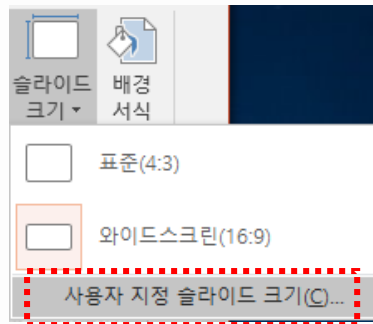 슬라이드 배경
크기 서식
표준(4:3)
와이드스크린(16:9)
사용자 지정 슬라이드 크기(C)...